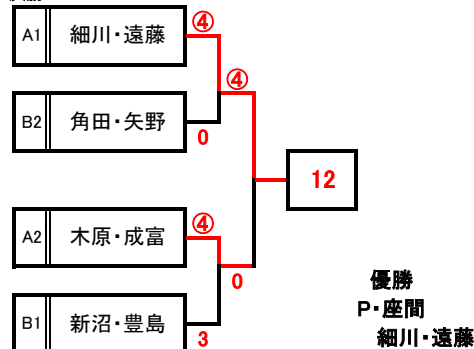 A1 細川・遠藤 ④
④
B2 角田・矢野 0
12
A2 木原・成富 ④
0
B1 新沼・豊島 3
優勝
P・座間
細川・遠藤